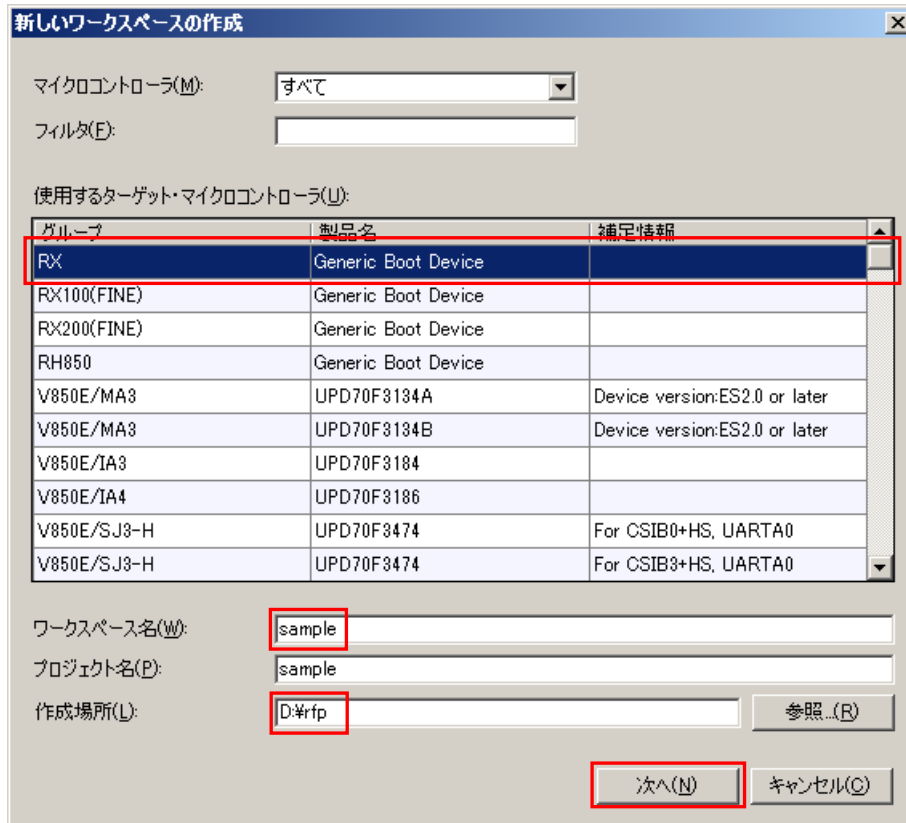 新しいワークスペースの作成
マイクロコントローラ(M): すべて
フィルタ(F):
使用するターゲット・マイクロコントローラ(U):
グループ 製品名 補足情報
RX Generic Boot Device
RX100(FINE) Generic Boot Device
RX200(FINE) Generic Boot Device
RH850 Generic Boot Device
V850E/MA3 UPD70F3134A Device version:ES2.0 or later
V850E/MA3 UPD70F3134B Device version:ES2.0 or later
V850E/IA3 UPD70F3184
V850E/IA4 UPD70F3186
V850E/SJ3-H UPD70F3474 For CSIB0+HS, UARTA0
V850E/SJ3-H UPD70F3474 For CSIB3+HS, UARTA0
ワークスペース名(W): sample
プロジェクト名(P): sample
作成場所(L): D:¥rfp 参照...(R)
次へ(N) キャンセル(C)